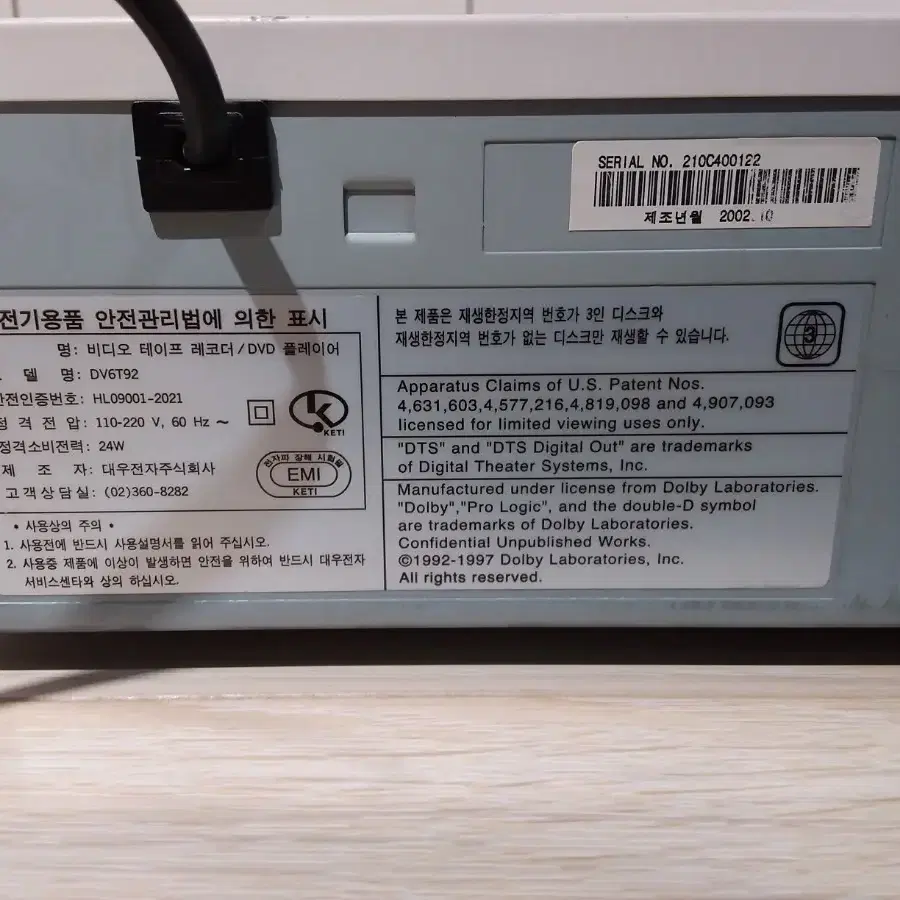 SERIAL NO. 210C400122
제조년월 2002.10
전기용품 안전관리법에 의한 표시
명: 비디오 테이프 레코더/DVD 플레이어
델 명: DV6T92
안전인증번호: HL09001-2021
정 격 전 압: 110-220 V, 60 Hz ~
정격소비전력: 24W
제 조 자: 대우전자주식회사
고객상담실: (02)360-8282
KETI
전자파 장해 시험필
EMI
KETI
• 사용상의 주의 •
1. 사용전에 반드시 사용설명서를 읽어 주십시오.
2. 사용중 제품에 이상이 발생하면 안전을 위하여 반드시 대우전자
서비스센타와 상의 하십시오.
본 제품은 재생한정지역 번호가 3인 디스크와
재생한정지역 번호가 없는 디스크만 재생할 수 있습니다.
3
Apparatus Claims of U.S. Patent Nos.
4,631,603,4,577,216,4,819,098 and 4,907,093
licensed for limited viewing uses only.
"DTS" and "DTS Digital Out" are trademarks
of Digital Theater Systems, Inc.
Manufactured under license from Dolby Laboratories.
"Dolby","Pro Logic", and the double-D symbol
are trademarks of Dolby Laboratories.
Confidential Unpublished Works.
©1992-1997 Dolby Laboratories, Inc.
All rights reserved.